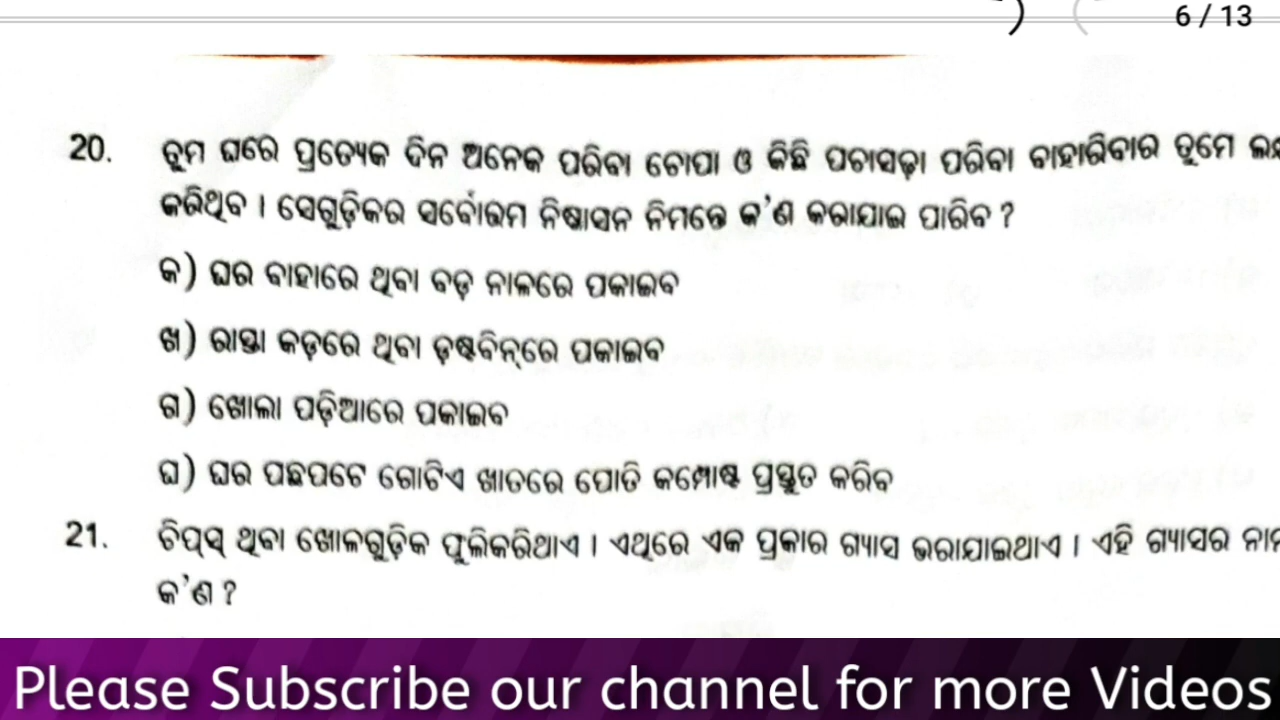 6 / 13
20. ତୁମ ଘରେ ପ୍ରତ୍ୟେକ ଦିନ ଅନେକ ପରିବା ଚୋପା ଓ କିଛି ପଚାସଢ଼ା ପରିବା ବାହାରିବାର ତୁମେ
କରିଥିବ । ସେଗୁଡ଼ିକର ସର୍ବୋତ୍ତମ ନିଷ୍କାସନ ନିମନ୍ତେ କ'ଣ କରାଯାଇ ପାରିବ ?
କ) ଘର ବାହାରେ ଥିବା ବଡ଼ ନାଳରେ ପକାଇବ
ଖ) ରାସ୍ତା କଡ଼ରେ ଥିବା ଡ଼ଷ୍ଟବିନ୍‌ରେ ପକାଇବ
ଗ) ଖୋଲା ପଡ଼ିଆରେ ପକାଇବ
ଘ) ଘର ପଛପଟେ ଗୋଟିଏ ଖାତରେ ପୋତି କମ୍ପୋଷ୍ଟ ପ୍ରସ୍ତୁତ କରିବ
21. ଚିପ୍ସ୍ ଥିବା ଖୋଳଗୁଡ଼ିକ ଫୁଲିକରିଥାଏ । ଏଥିରେ ଏକ ପ୍ରକାର ଗ୍ୟାସ ଭରାଯାଇଥାଏ । ଏହି ଗ୍ୟାସର
କ'ଣ ?
Please Subscribe our channel for more Videos